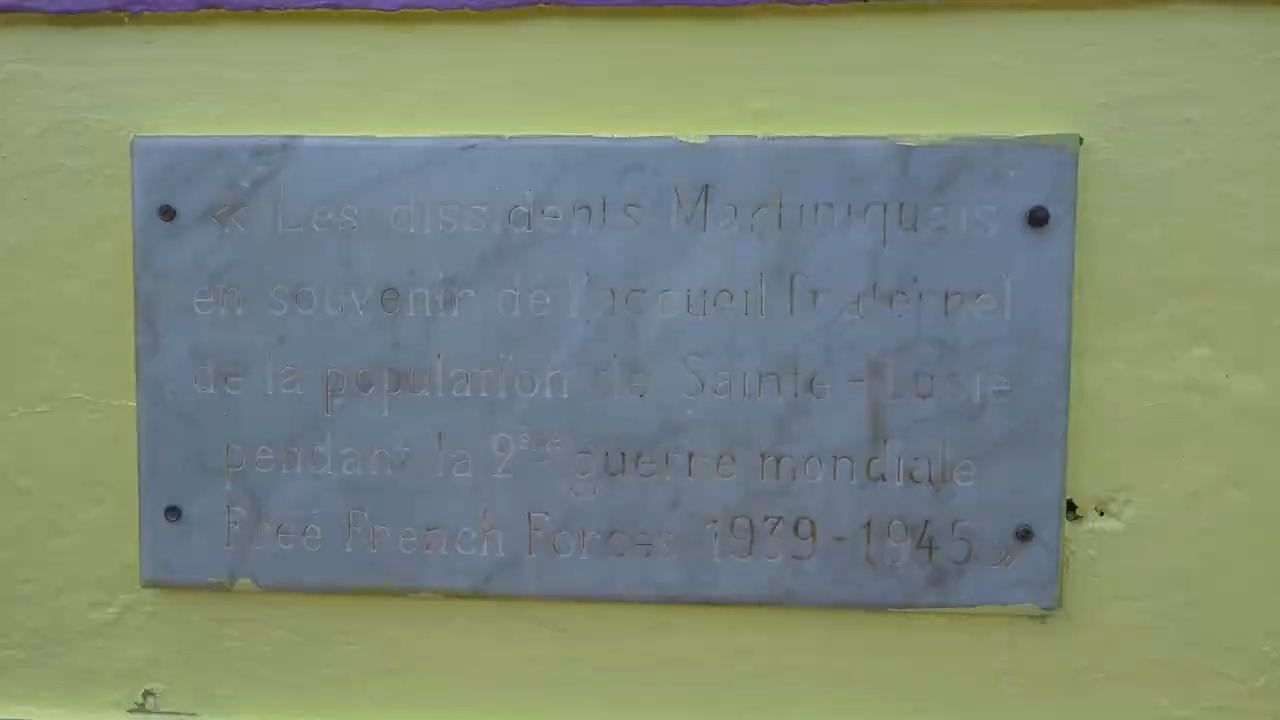 « Les dissidents Martiniquais
en souvenir de l'accueil fraternel
de la population de Sainte-Lusie
pendant la 2ème guerre mondiale
Free French Forces 1939-1945 »